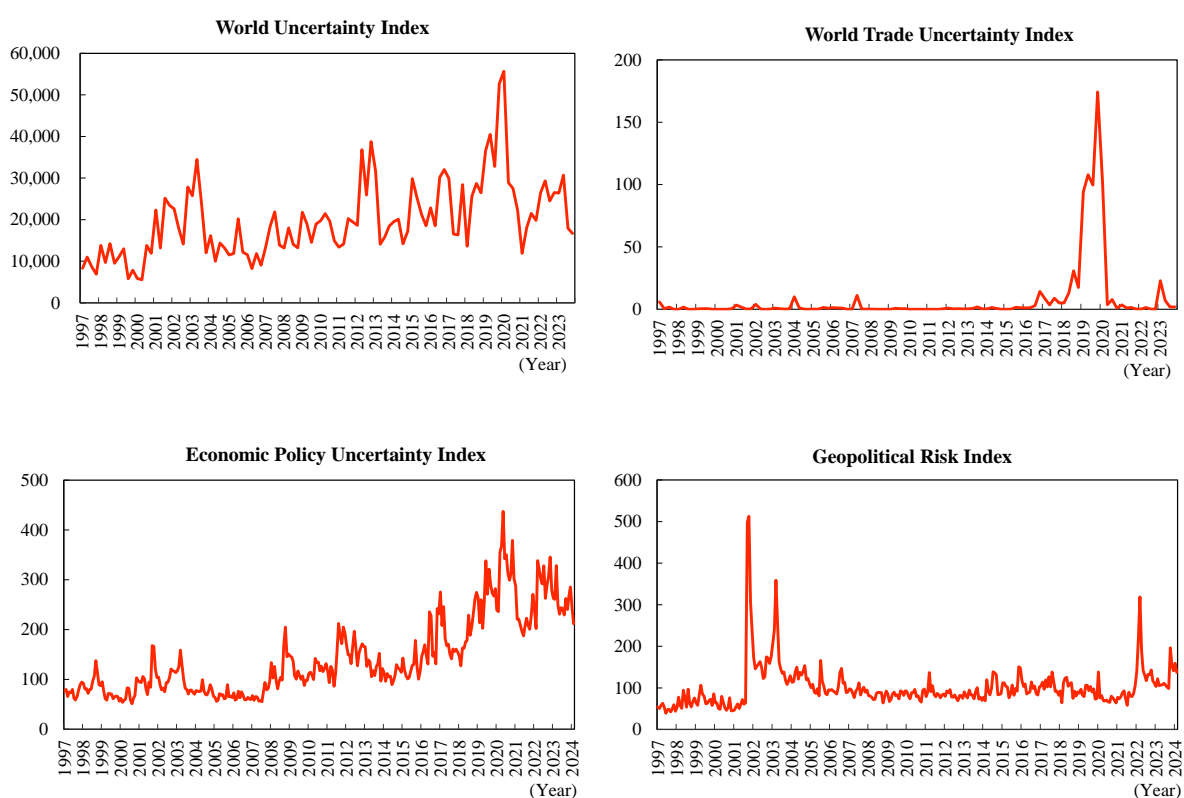 World Uncertainty Index
60,000
50,000
40,000
30,000
20,000
10,000
0
1997 1998 1999 2000 2001 2002 2003 2004 2005 2006 2007 2008 2009 2010 2011 2012 2013 2014 2015 2016 2017 2018 2019 2020 2021 2022 2023
(Year)
World Trade Uncertainty Index
200
150
100
50
0
1997 1998 1999 2000 2001 2002 2003 2004 2005 2006 2007 2008 2009 2010 2011 2012 2013 2014 2015 2016 2017 2018 2019 2020 2021 2022 2023
(Year)
Economic Policy Uncertainty Index
500
400
300
200
100
0
1997 1998 1999 2000 2001 2002 2003 2004 2005 2006 2007 2008 2009 2010 2011 2012 2013 2014 2015 2016 2017 2018 2019 2020 2021 2022 2023 2024
(Year)
Geopolitical Risk Index
600
500
400
300
200
100
0
1997 1998 1999 2000 2001 2002 2003 2004 2005 2006 2007 2008 2009 2010 2011 2012 2013 2014 2015 2016 2017 2018 2019 2020 2021 2022 2023 2024
(Year)